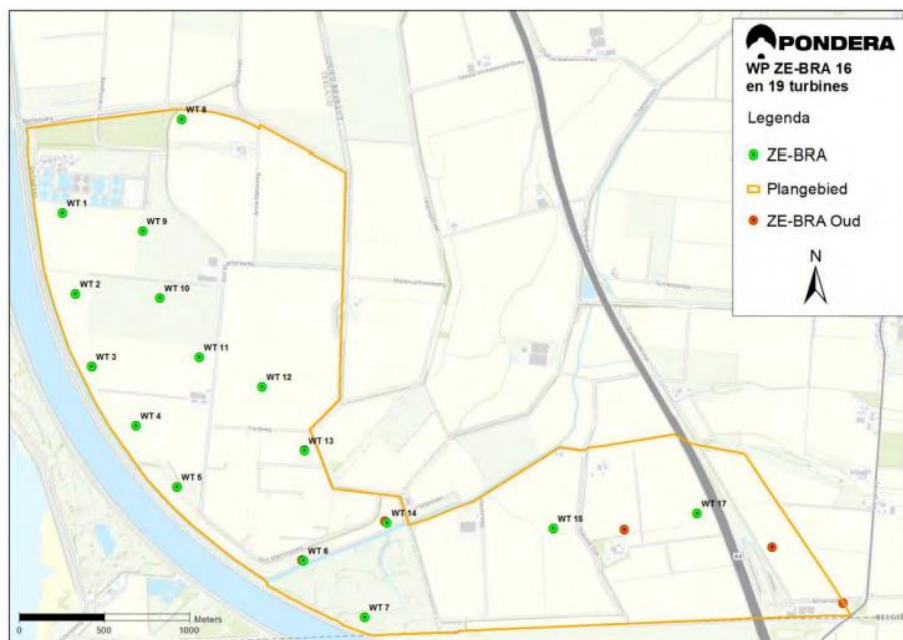 PONDERA
WP ZE-BRA 16
en 19 turbines
Legenda
ZE-BRA
Plangebied
ZE-BRA Oud
N
WT 8
WT 1
WT 9
WT 2
WT 10
WT 11
WT 3
WT 12
WT 4
WT 13
WT 5
WT 14
WT 15
WT 17
WT 6
WT 7
0 500 1000
Meters